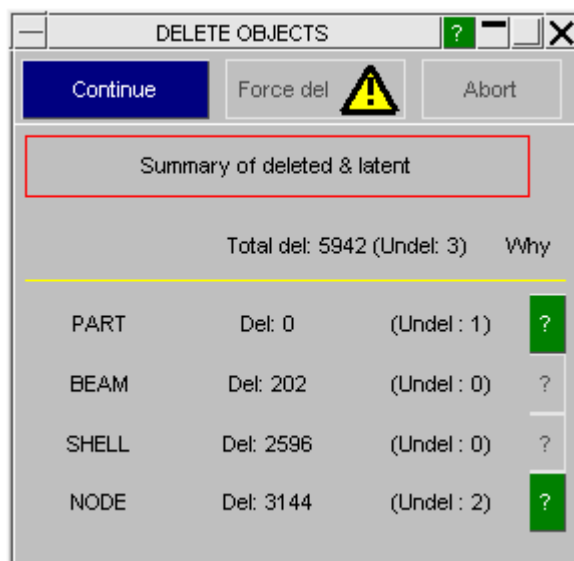 DELETE OBJECTS ?
Continue Force del Abort
Summary of deleted & latent
Total del: 5942 (Undel: 3) Why
PART Del: 0 (Undel : 1) ?
BEAM Del: 202 (Undel : 0) ?
SHELL Del: 2596 (Undel : 0) ?
NODE Del: 3144 (Undel : 2) ?